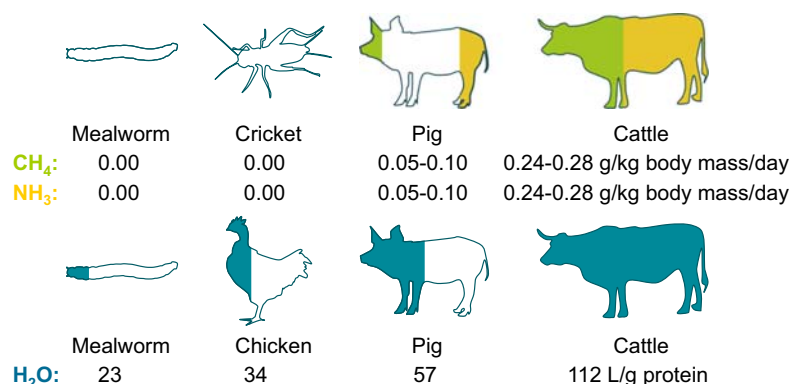 Mealworm Cricket Pig Cattle
CH₄: 0.00 0.00 0.05-0.10 0.24-0.28 g/kg body mass/day
NH₃: 0.00 0.00 0.05-0.10 0.24-0.28 g/kg body mass/day
Mealworm Chicken Pig Cattle
H₂O: 23 34 57 112 L/g protein